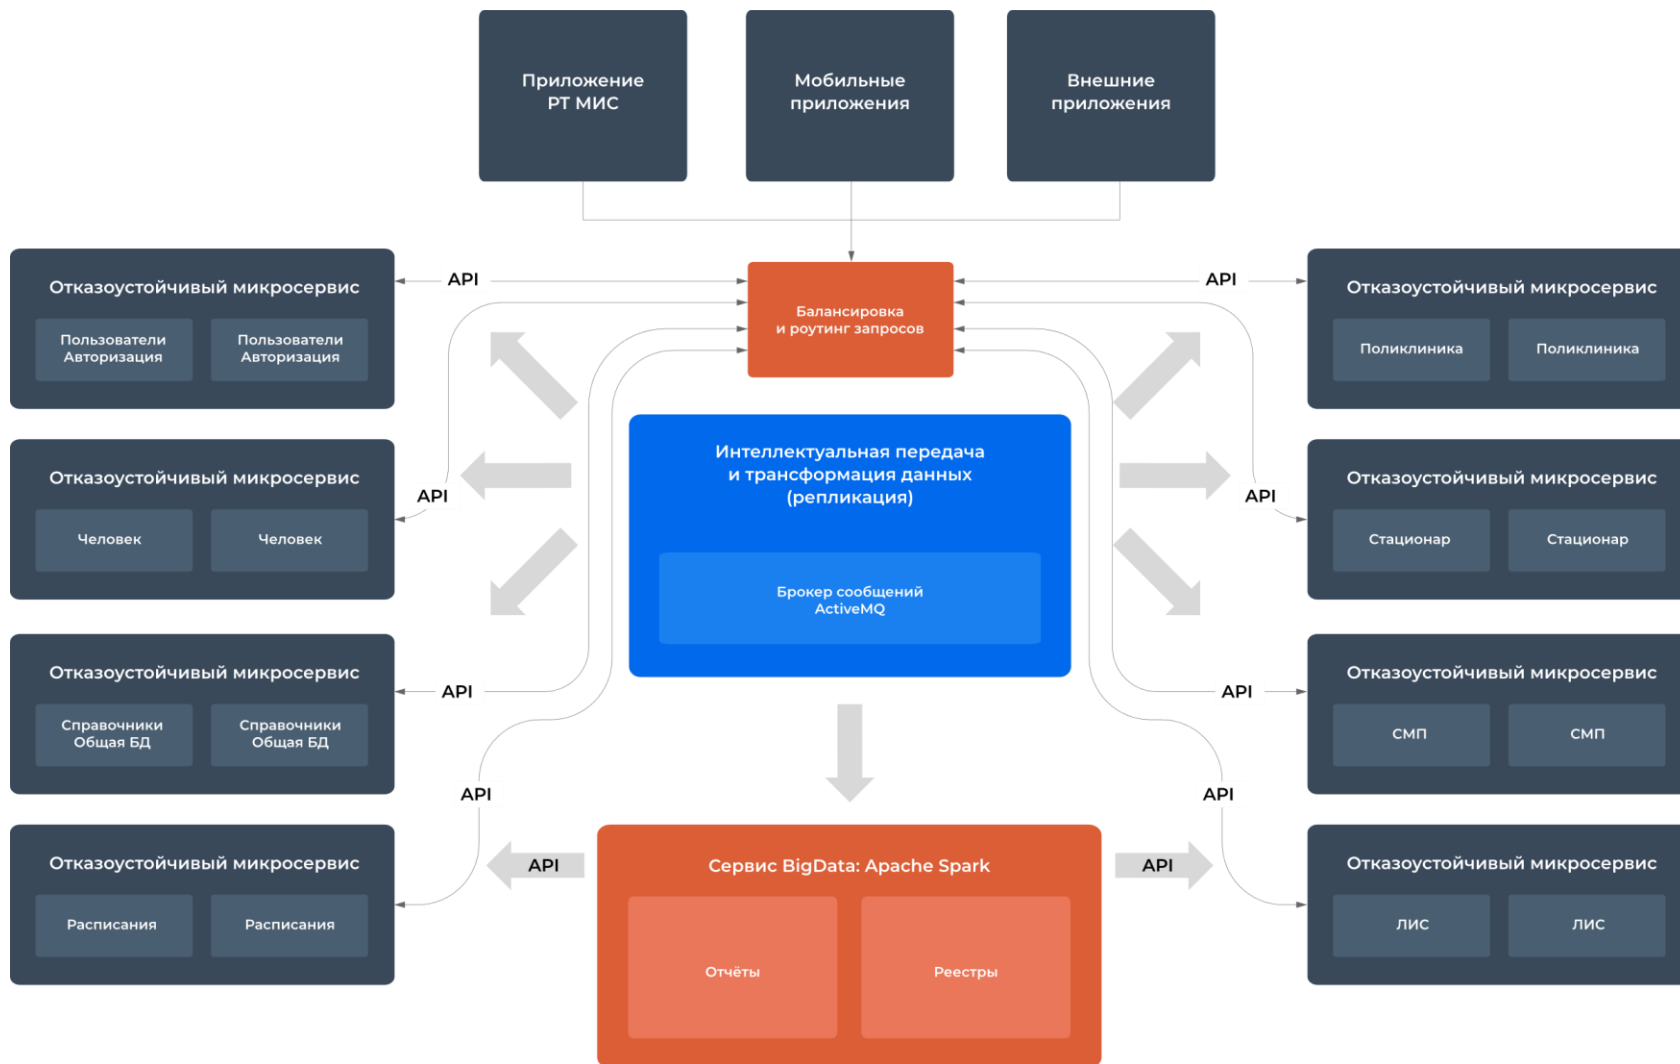 Приложение
РТ МИС
Мобильные
приложения
Внешние
приложения
Балансировка
и роутинг запросов
API
API
Отказоустойчивый микросервис
Пользователи
Авторизация
Пользователи
Авторизация
Отказоустойчивый микросервис
Поликлиника
Поликлиника
Интеллектуальная передача
и трансформация данных
(репликация)
Брокер сообщений
ActiveMQ
Отказоустойчивый микросервис
Человек
Человек
API
API
Отказоустойчивый микросервис
Стационар
Стационар
Отказоустойчивый микросервис
Справочники
Общая БД
Справочники
Общая БД
API
API
Отказоустойчивый микросервис
СМП
СМП
API
API
Отказоустойчивый микросервис
Расписания
Расписания
API
Сервис BigData: Apache Spark
Отчёты
Реестры
API
Отказоустойчивый микросервис
ЛИС
ЛИС